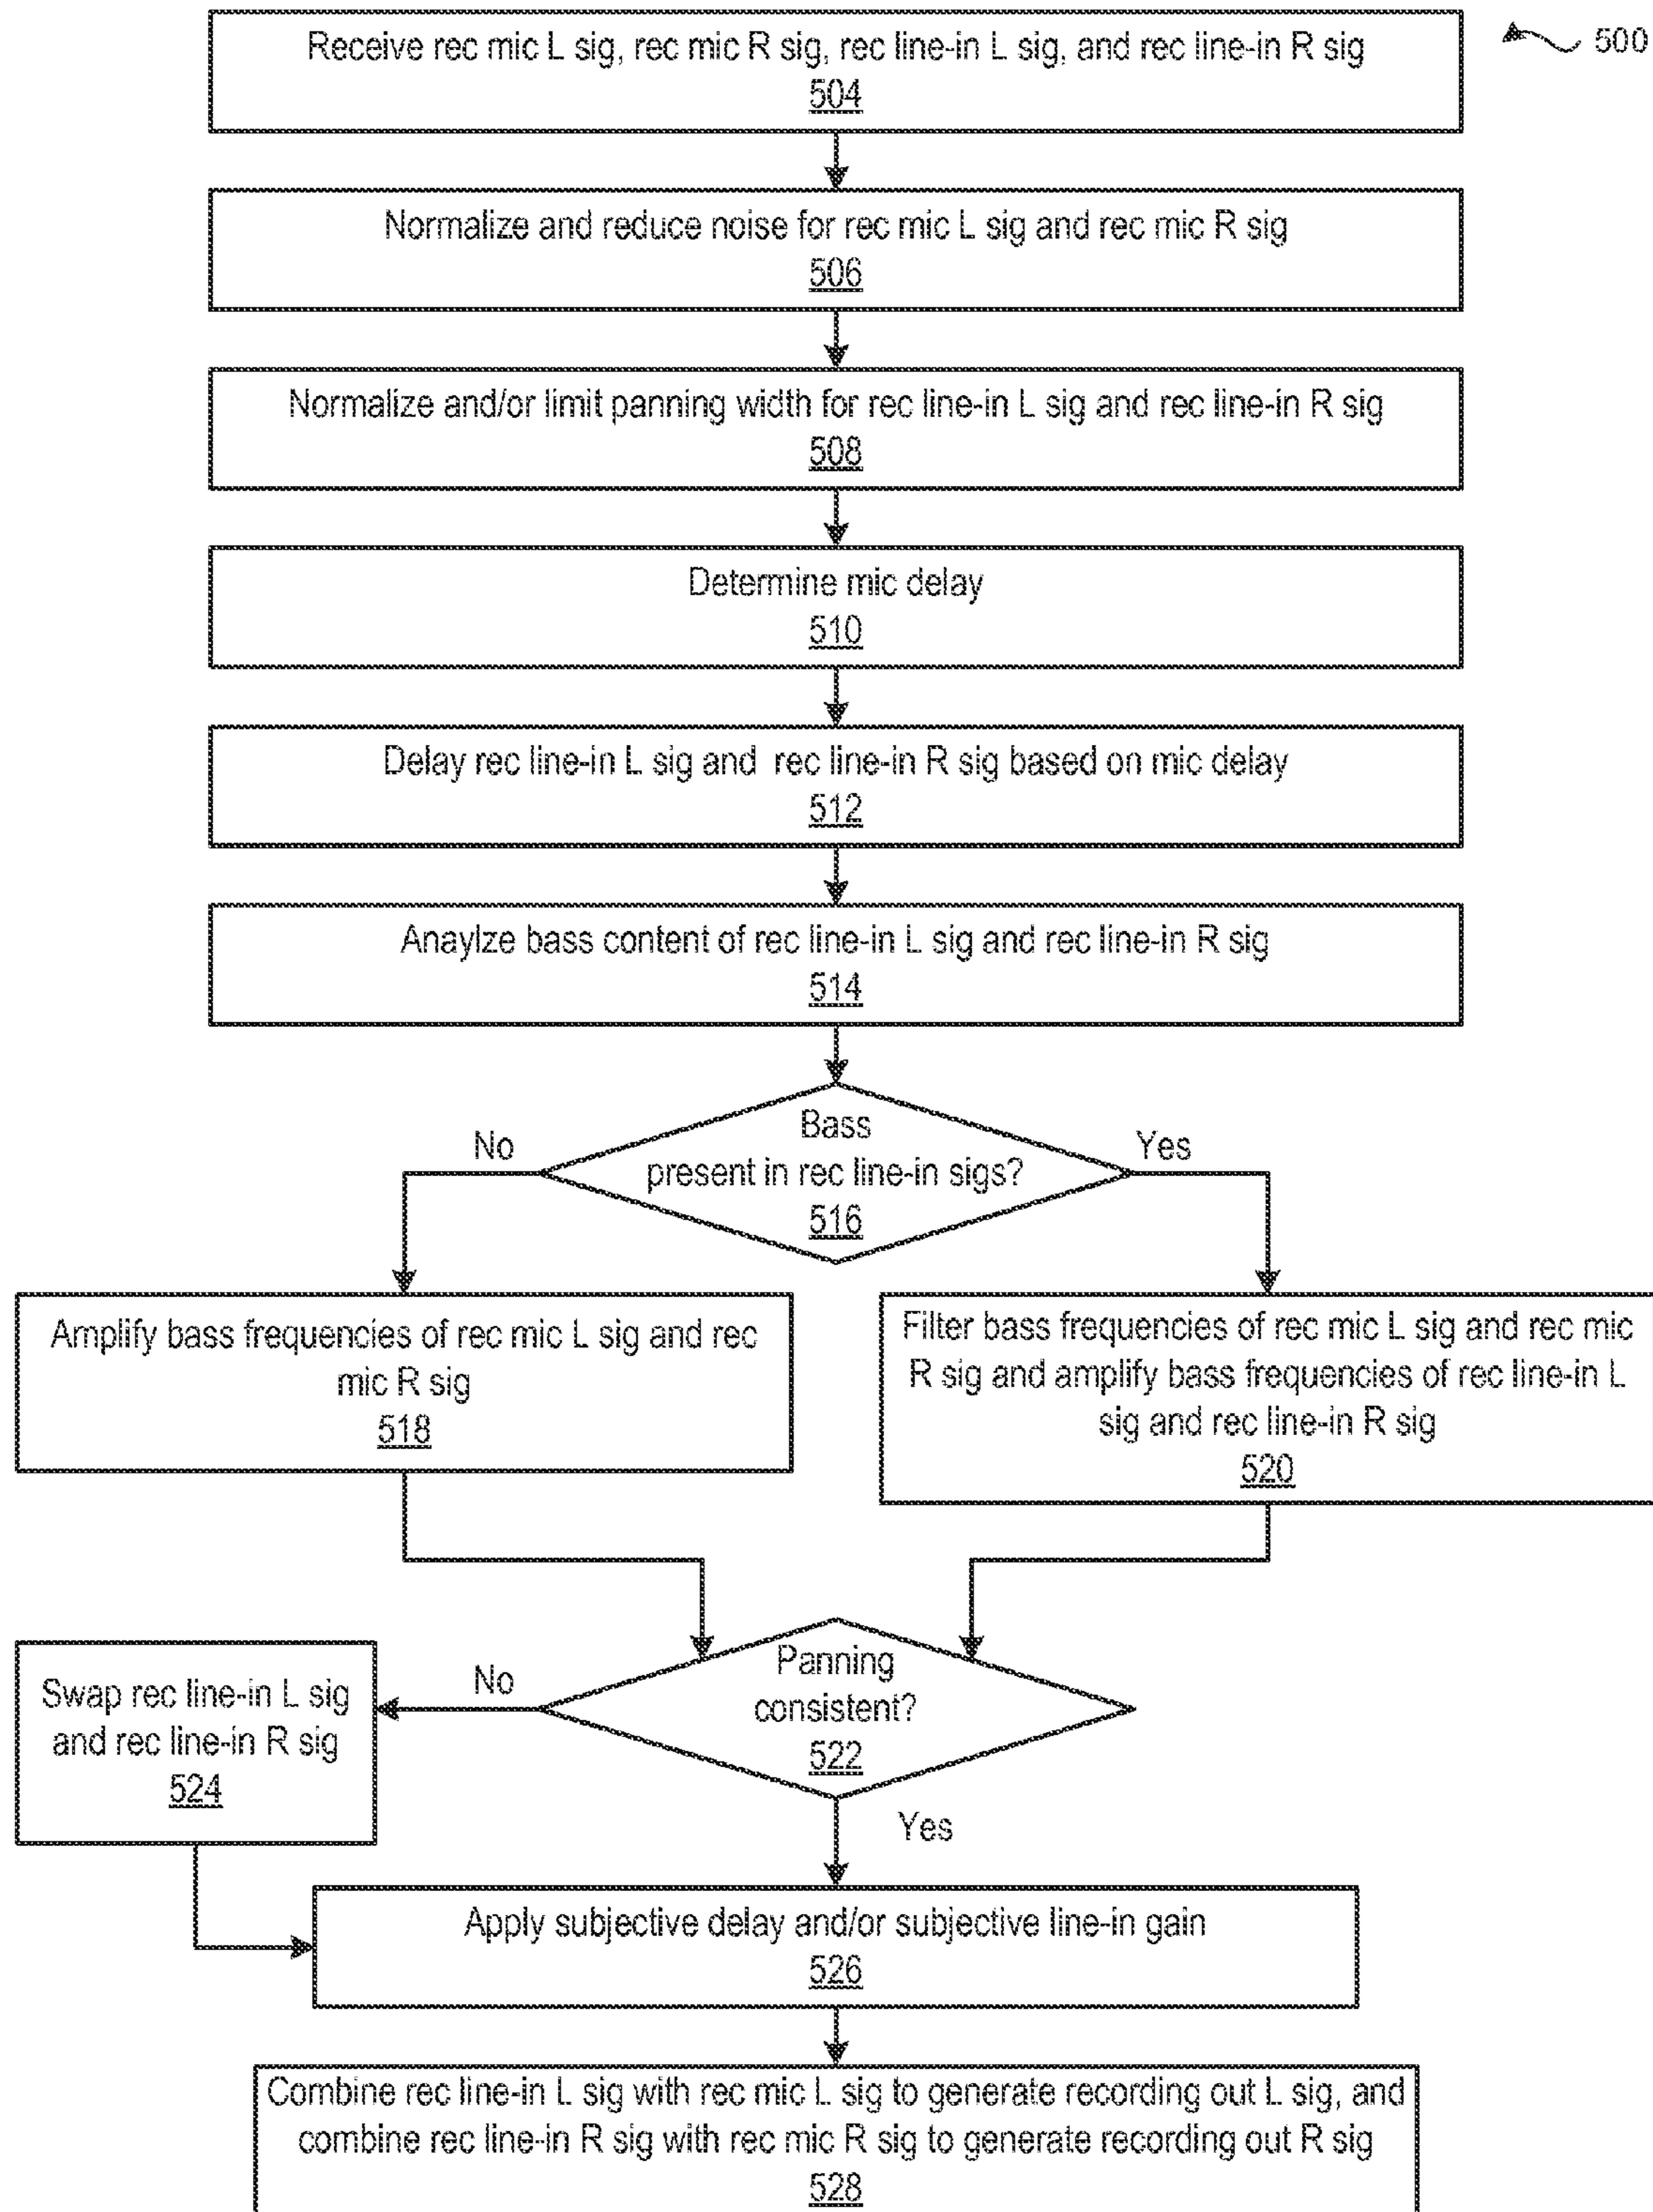 Receive rec mic L sig, rec mic R sig, rec line-in L sig, and rec line-in R sig
504
500
Normalize and reduce noise for rec mic L sig and rec mic R sig
506
Normalize and/or limit panning width for rec line-in L sig and rec line-in R sig
508
Determine mic delay
510
Delay rec line-in L sig and rec line-in R sig based on mic delay
512
Anaylze bass content of rec line-in L sig and rec line-in R sig
514
Bass
present in rec line-in sigs?
516
No
Yes
Amplify bass frequencies of rec mic L sig and rec
mic R sig
518
Filter bass frequencies of rec mic L sig and rec mic
R sig and amplify bass frequencies of rec line-in L
sig and rec line-in R sig
520
Panning
consistent?
522
No
Yes
Swap rec line-in L sig
and rec line-in R sig
524
Apply subjective delay and/or subjective line-in gain
526
Combine rec line-in L sig with rec mic L sig to generate recording out L sig, and
combine rec line-in R sig with rec mic R sig to generate recording out R sig
528